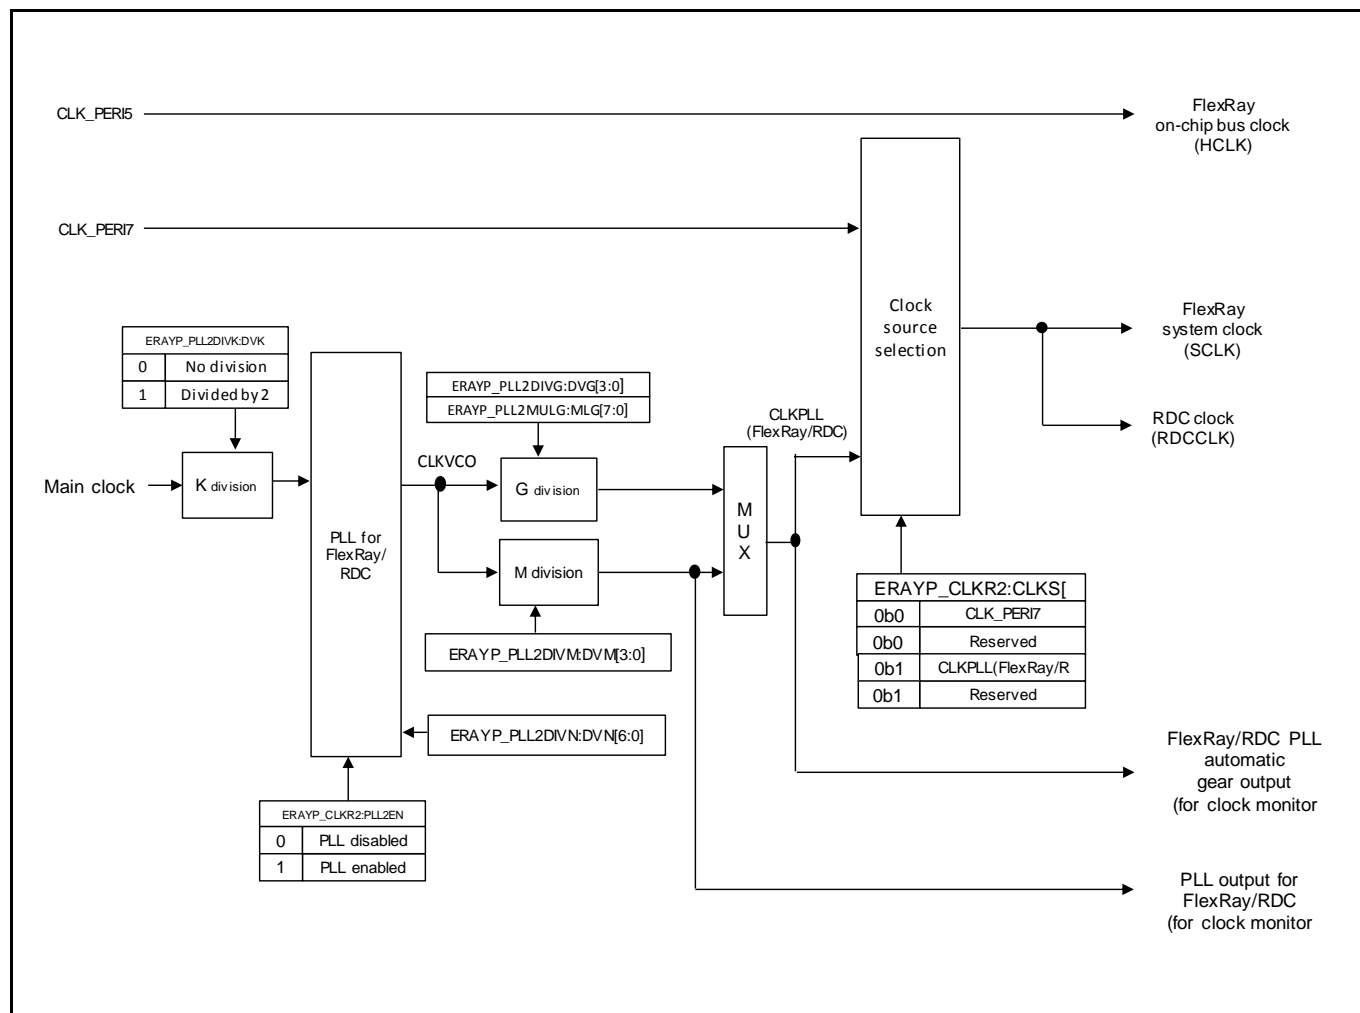 CLK_PERI5
FlexRay
on-chip bus clock
(HCLK)
CLK_PERI7
Clock
source
selection
FlexRay
system clock
(SCLK)
RDC clock
(RDCCLK)
ERAYP_PLL2DIVK:DVK
0 No division
1 Divided by 2
ERAYP_PLL2DIVG:DVG[3:0]
ERAYP_PLL2MULG:MLG[7:0]
CLKPLL
(FlexRay/RDC)
Main clock
K division
CLKVCO
G division
PLL for
FlexRay/
RDC
M division
M
U
X
ERAYP_PLL2DIVM:DVM[3:0]
ERAYP_PLL2DIVN:DVN[6:0]
ERAYP_CLKR2:CLKS[
0b0 CLK_PERI7
0b0 Reserved
0b1 CLKPLL(FlexRay/R
0b1 Reserved
ERAYP_CLKR2:PLL2EN
0 PLL disabled
1 PLL enabled
FlexRay/RDC PLL
automatic
gear output
(for clock monitor
PLL output for
FlexRay/RDC
(for clock monitor